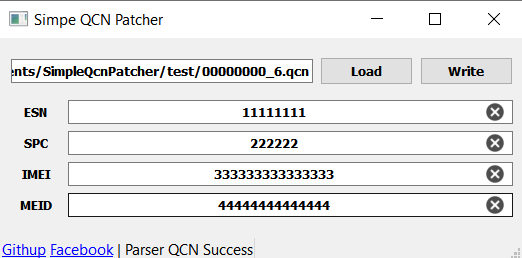 Simpe QCN Patcher
ents/SimpleQcnPatcher/test/00000000_6.qcn Load Write
ESN 11111111
SPC 222222
IMEI 333333333333333
MEID 44444444444444
Githup Facebook | Parser QCN Success